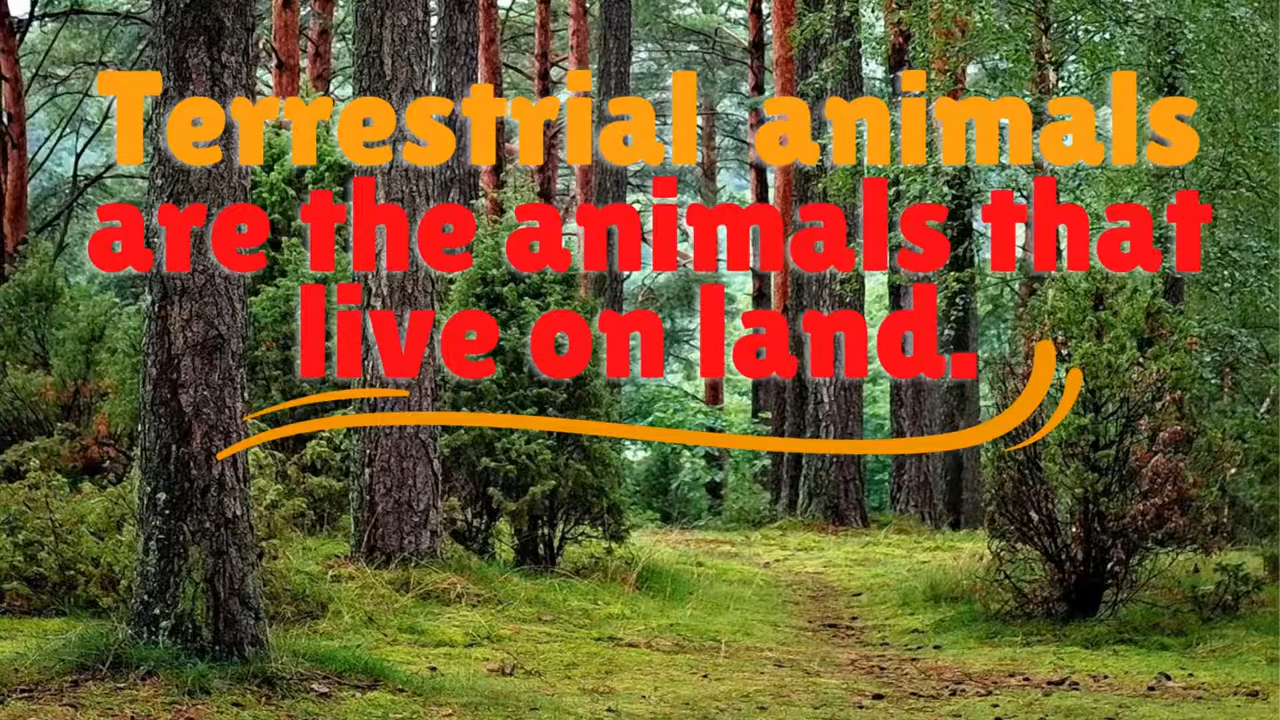 Terrestrial animals
are the animals that
live on land.